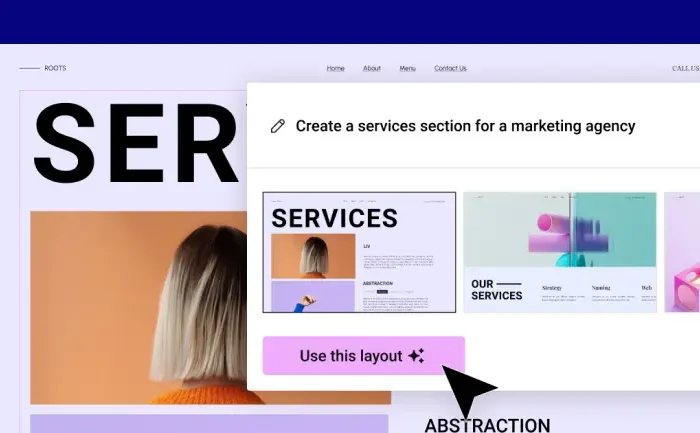 ROOTS
Home About Menu Contact Us
CALL US
SER
Create a services section for a marketing agency
SERVICES
LIV
ABSTRACTION
OUR
SERVICES
Strategy Naming Web
Use this layout
ABSTRACTION